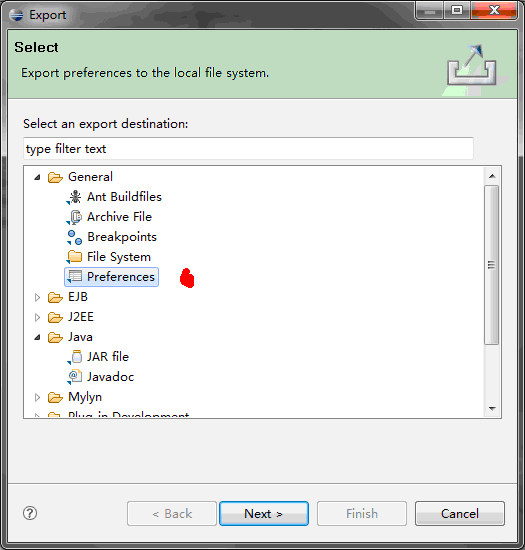 Export
Select
Export preferences to the local file system.
Select an export destination:
type filter text
General
Ant Buildfiles
Archive File
Breakpoints
File System
Preferences
EJB
J2EE
Java
JAR file
Javadoc
Mylyn
Plug-in Development
< Back
Next >
Finish
Cancel